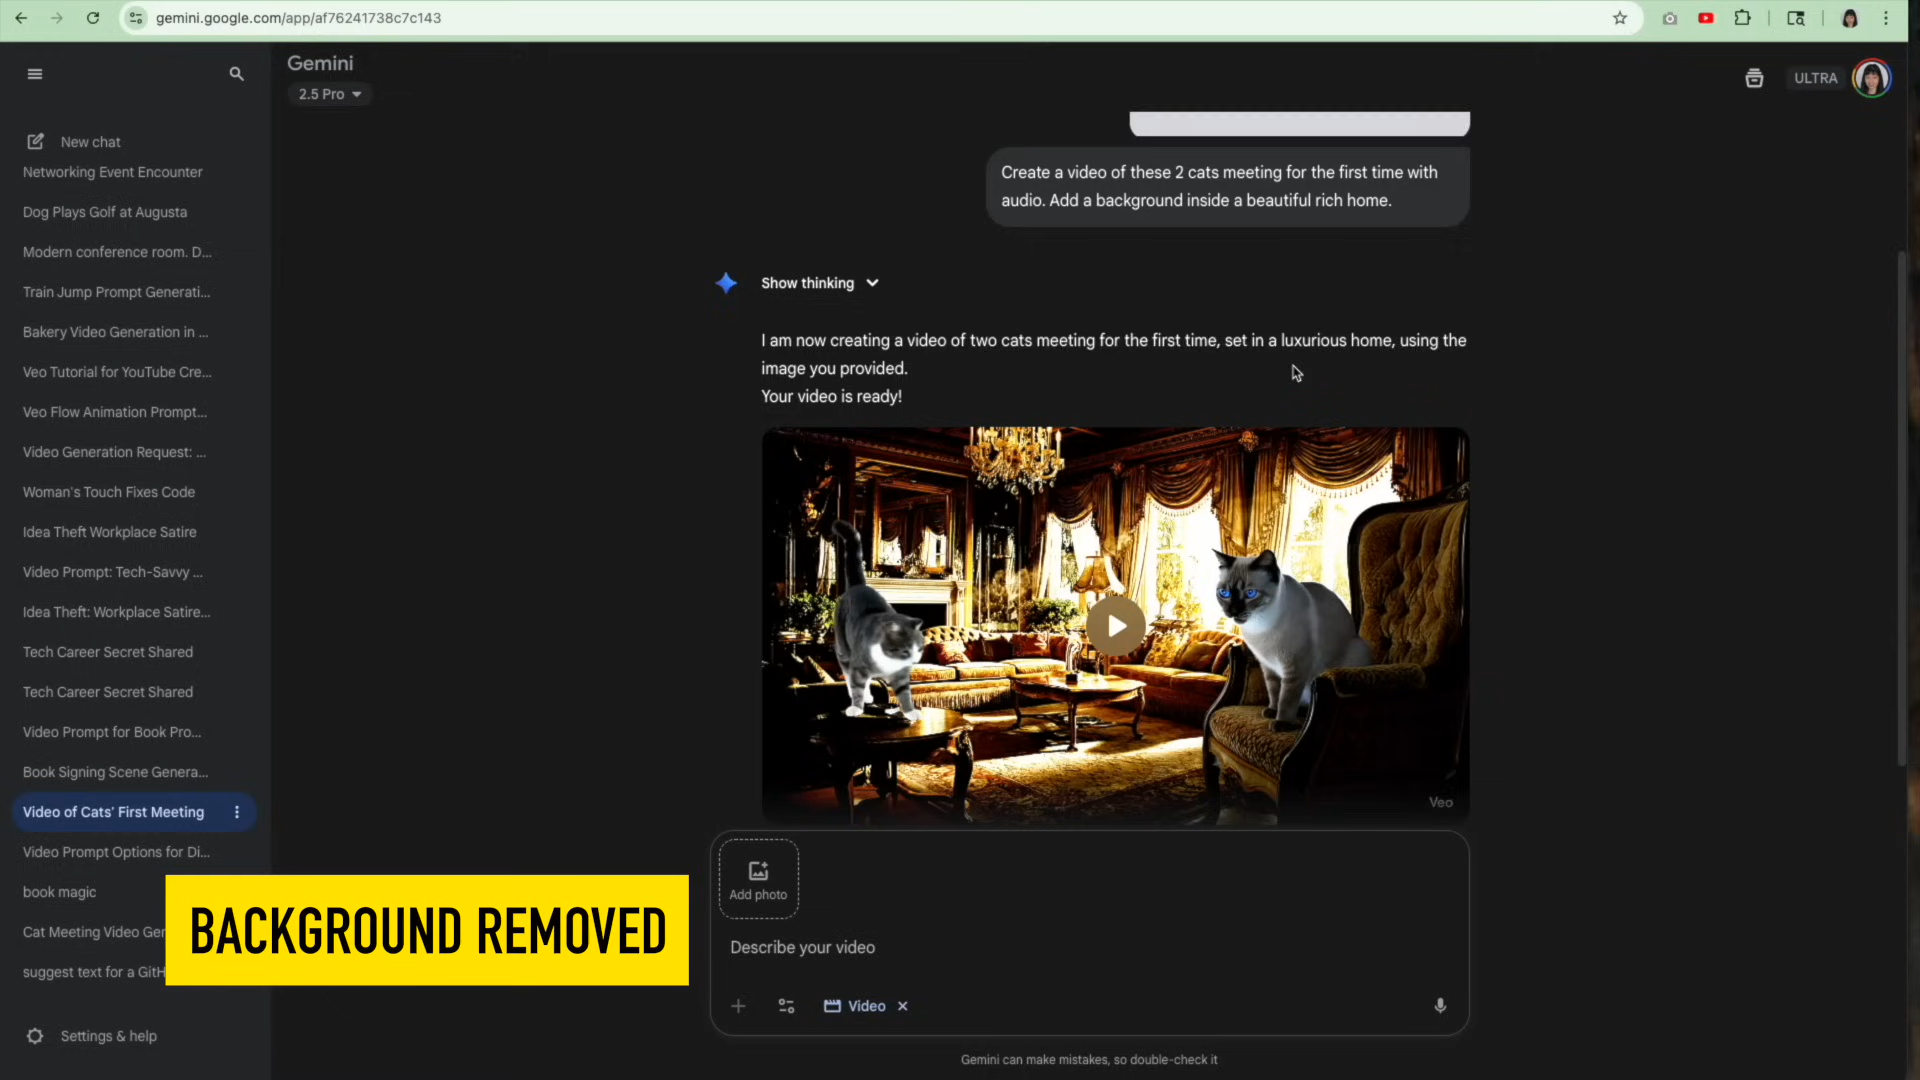 gemini.google.com/app/af76241738c7c143
Gemini
2.5 Pro
ULTRA
New chat
Networking Event Encounter
Dog Plays Golf at Augusta
Modern conference room. D...
Train Jump Prompt Generati...
Bakery Video Generation in ...
Veo Tutorial for YouTube Cre...
Veo Flow Animation Prompt...
Video Generation Request: ...
Woman's Touch Fixes Code
Idea Theft Workplace Satire
Video Prompt: Tech-Savvy ...
Idea Theft: Workplace Satire...
Tech Career Secret Shared
Tech Career Secret Shared
Video Prompt for Book Pro...
Book Signing Scene Genera...
Video of Cats' First Meeting
Video Prompt Options for Di...
book magic
Cat Meeting Video Ger
suggest text for a GitH
Settings & help
BACKGROUND REMOVED
Create a video of these 2 cats meeting for the first time with
audio. Add a background inside a beautiful rich home.
Show thinking
I am now creating a video of two cats meeting for the first time, set in a luxurious home, using the
image you provided.
Your video is ready!
Veo
Add photo
Describe your video
Video
Gemini can make mistakes, so double-check it